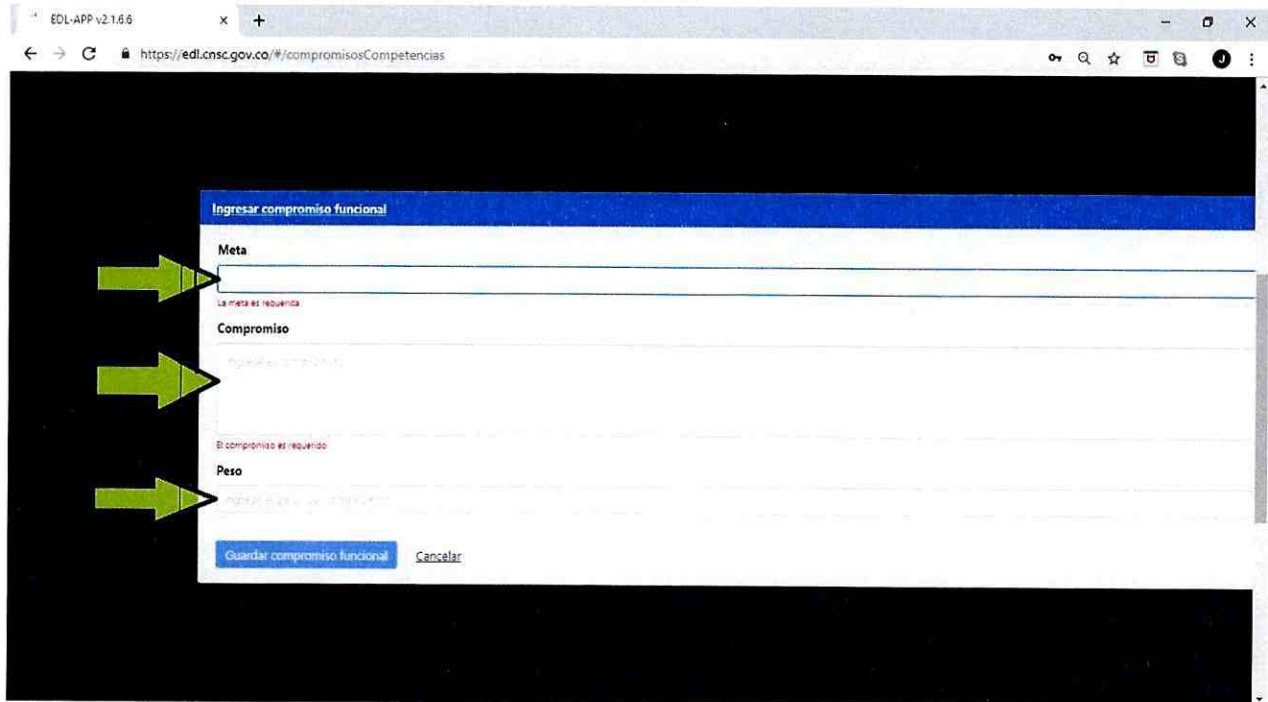 EDL-APP v2.1.6.6
https://edl.cnsc.gov.co/#/compromisosCompetencias
J
Ingresar compromiso funcional
Meta
La meta es requerida
Compromiso
El compromiso es requerido
Peso
Guardar compromiso funcional Cancelar